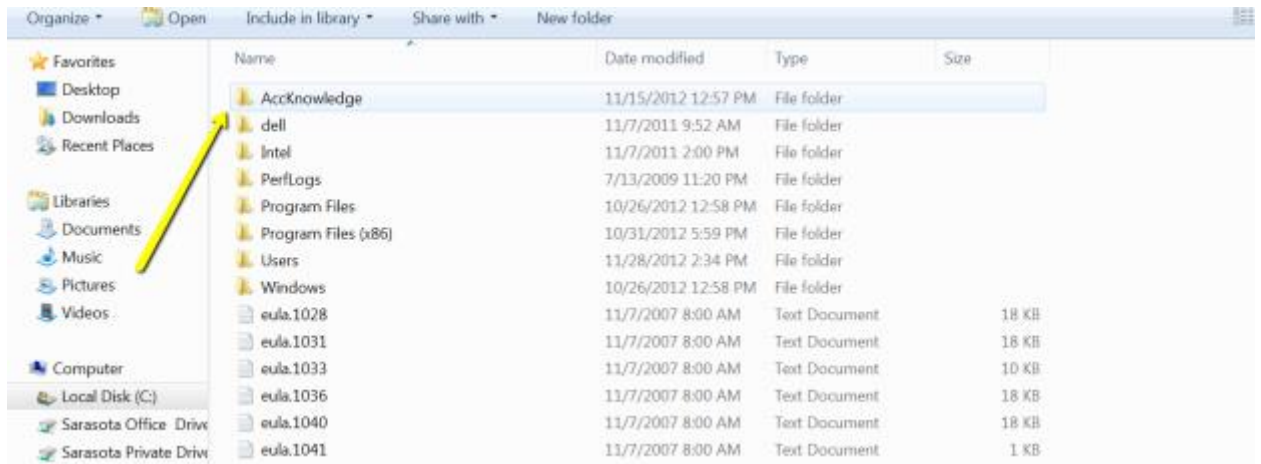 Organize Open Include in library Share with New folder
Favorites
Desktop
Downloads
Recent Places
Libraries
Documents
Music
Pictures
Videos
Computer
Local Disk (C:)
Sarasota Office Drive
Sarasota Private Drive
Name Date modified Type Size
AccKnowledge 11/15/2012 12:57 PM File folder
dell 11/7/2011 9:52 AM File folder
Intel 11/7/2011 2:00 PM File folder
PerfLogs 7/13/2009 11:20 PM File folder
Program Files 10/26/2012 12:58 PM File folder
Program Files (x86) 10/31/2012 5:59 PM File folder
Users 11/28/2012 2:34 PM File folder
Windows 10/26/2012 12:58 PM File folder
eula.1028 11/7/2007 8:00 AM Text Document 18 KB
eula.1031 11/7/2007 8:00 AM Text Document 18 KB
eula.1033 11/7/2007 8:00 AM Text Document 10 KB
eula.1036 11/7/2007 8:00 AM Text Document 18 KB
eula.1040 11/7/2007 8:00 AM Text Document 18 KB
eula.1041 11/7/2007 8:00 AM Text Document 1 KB